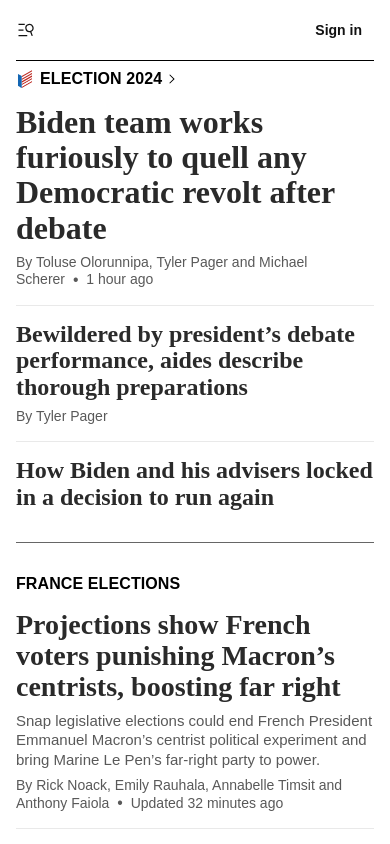 Sign in
ELECTION 2024
Biden team works
furiously to quell any
Democratic revolt after
debate
By Toluse Olorunnipa, Tyler Pager and Michael
Scherer • 1 hour ago
Bewildered by president’s debate
performance, aides describe
thorough preparations
By Tyler Pager
How Biden and his advisers locked
in a decision to run again
FRANCE ELECTIONS
Projections show French
voters punishing Macron’s
centrists, boosting far right
Snap legislative elections could end French President
Emmanuel Macron’s centrist political experiment and
bring Marine Le Pen’s far-right party to power.
By Rick Noack, Emily Rauhala, Annabelle Timsit and
Anthony Faiola • Updated 32 minutes ago